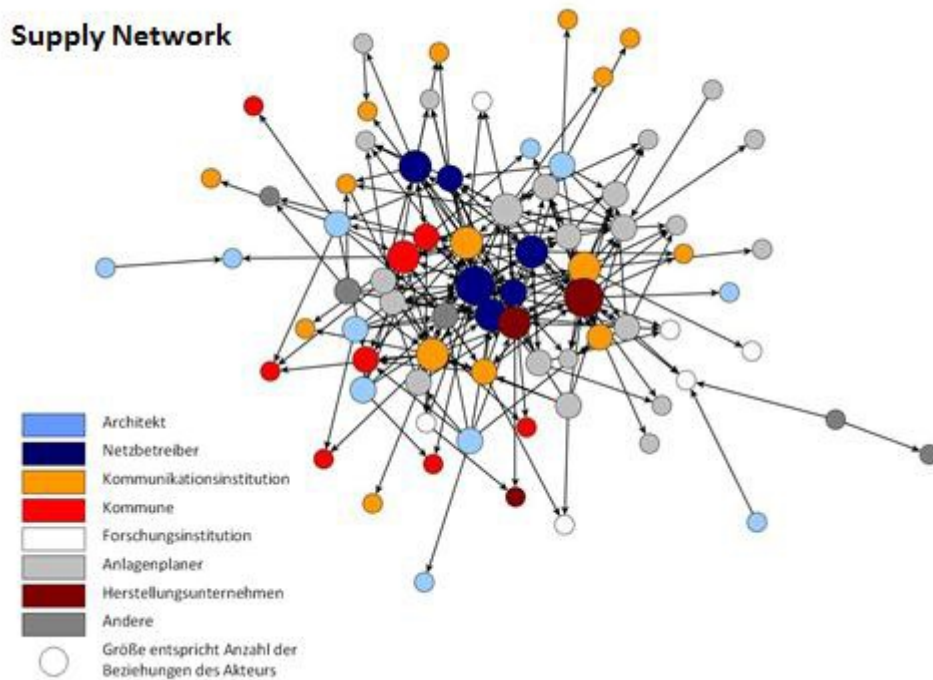 Supply Network
Architekt
Netzbetreiber
Kommunikationsinstitution
Kommune
Forschungsinstitution
Anlagenplaner
Herstellungsunternehmen
Andere
Größe entspricht Anzahl der
Beziehungen des Akteurs